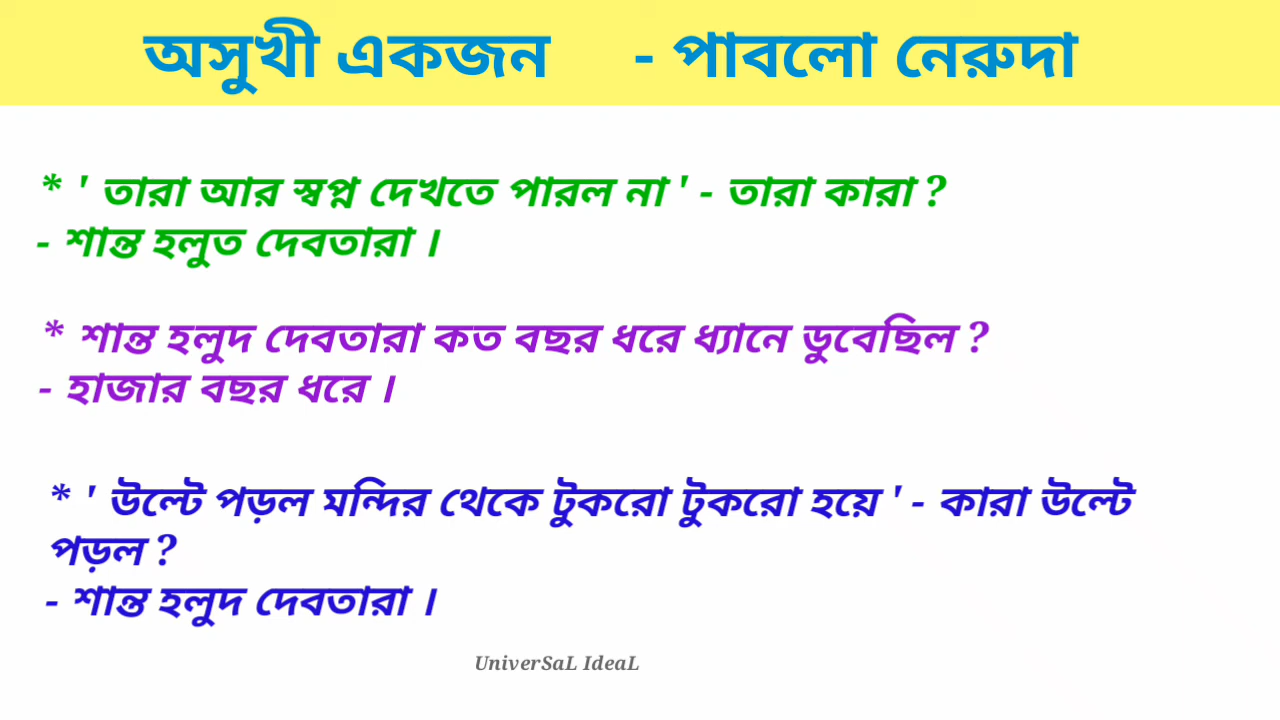 অসুখী একজন - পাবলো নেরুদা
* ' তারা আর স্বপ্ন দেখতে পারল না ' - তারা কারা ?
- শান্ত হলুত দেবতারা ।
* শান্ত হলুদ দেবতারা কত বছর ধরে ধ্যানে ডুবেছিল ?
- হাজার বছর ধরে ।
* ' উল্টে পড়ল মন্দির থেকে টুকরো টুকরো হয়ে ' - কারা উল্টে
পড়ল ?
- শান্ত হলুদ দেবতারা ।
UniverSaL IdeaL